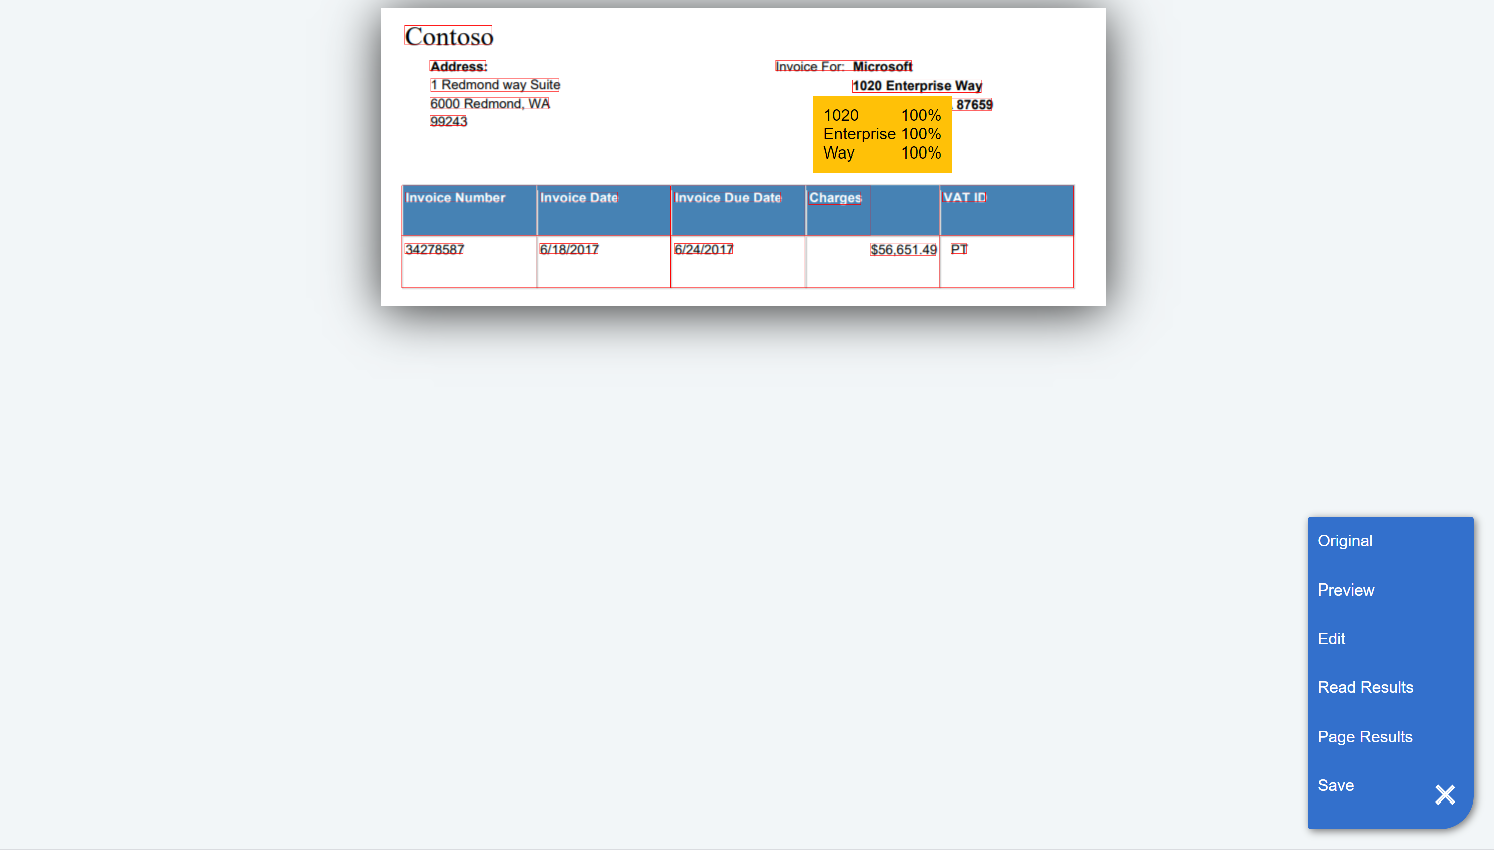 Contoso
Address:
1 Redmond way Suite
6000 Redmond, WA
99243
Invoice For: Microsoft
1020 Enterprise Way
87659
1020 100%
Enterprise 100%
Way 100%
Invoice Number Invoice Date Invoice Due Date Charges VAT ID
34278587 6/18/2017 6/24/2017 $56,651.49 PT
Original
Preview
Edit
Read Results
Page Results
Save